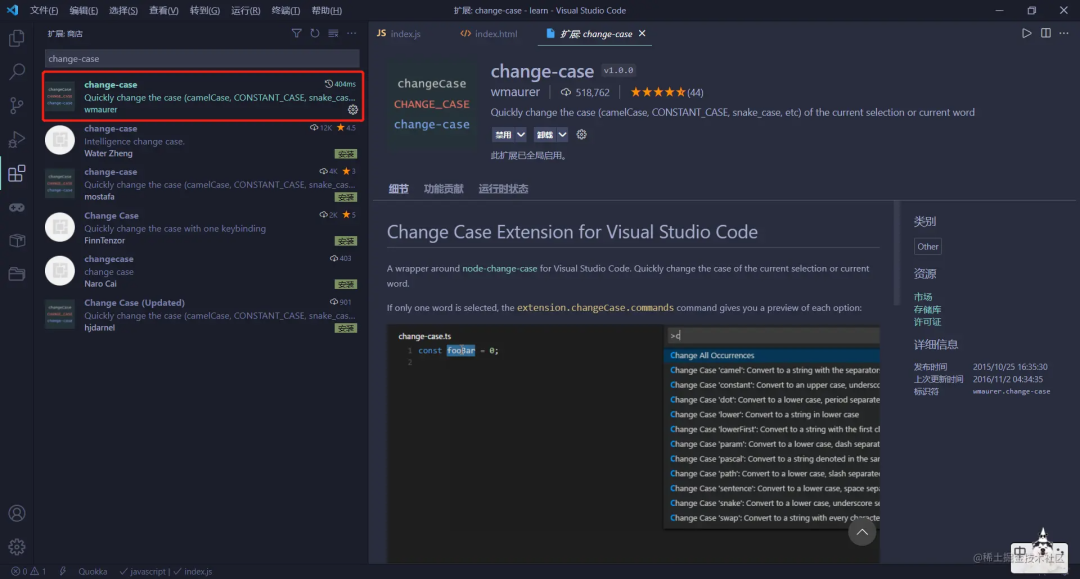 文件(F) 编辑(E) 选择(S) 查看(V) 转到(G) 运行(R) 终端(T) 帮助(H) 扩展: change-case - learn - Visual Studio Code
扩展: 商店
change-case
change-case 404ms
Quickly change the case (camelCase, CONSTANT_CASE, snake_cas...
wmaurer
change-case 12K 4.5
Intelligence change case.
Water Zheng 安装
change-case 4K 3
Quickly change the case (camelCase, CONSTANT_CASE, snake_cas...
mostafa 安装
Change Case 2K 5
Quickly change the case with one keybinding
FinnTenzor 安装
changecase 403
change case
Naro Cai 安装
Change Case (Updated) 901
Quickly change the case (camelCase, CONSTANT_CASE, snake_cas...
hjdarnel 安装
JS index.js index.html 扩展: change-case
changeCase
CHANGE_CASE
change-case
change-case v1.0.0
wmaurer 518,762 (44)
Quickly change the case (camelCase, CONSTANT_CASE, snake_case, etc) of the current selection or current word
禁用 卸载
此扩展已全局启用。
细节 功能贡献 运行时状态
Change Case Extension for Visual Studio Code
A wrapper around node-change-case for Visual Studio Code. Quickly change the case of the current selection or current
word.
If only one word is selected, the extension.changeCase.commands command gives you a preview of each option:
change-case.ts
1 const fooBar = 0;
2
>c
Change All Occurrences
Change Case 'camel': Convert to a string with the separators
Change Case 'constant': Convert to an upper case, undersco
Change Case 'dot': Convert to a lower case, period separate
Change Case 'lower': Convert to a string in lower case
Change Case 'lowerFirst': Convert to a string with the first cl
Change Case 'param': Convert to a lower case, dash separat
Change Case 'pascal': Convert to a string denoted in the sar
Change Case 'path': Convert to a lower case, slash separated
Change Case 'sentence': Convert to a lower case, space sepa
Change Case 'snake': Convert to a lower case, underscore se
Change Case 'swap': Convert to a string with every characte
类别
Other
资源
市场
存储库
许可证
详细信息
发布时间 2015/10/25 16:35:30
上次更新时间 2016/11/2 04:34:35
标识符 wmaurer.change-case
0 1 Quokka javascript | index.js
中
@稀土掘金技术社区